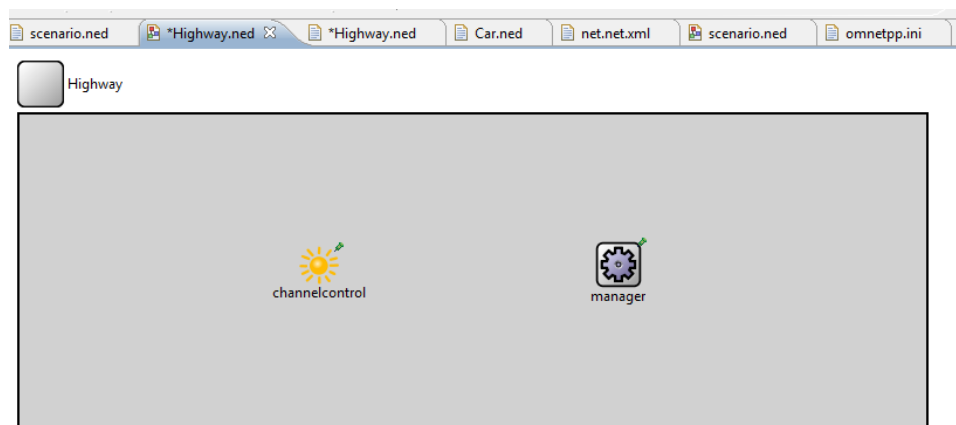 scenario.ned *Highway.ned *Highway.ned Car.ned net.net.xml scenario.ned omnetpp.ini
Highway
channelcontrol manager